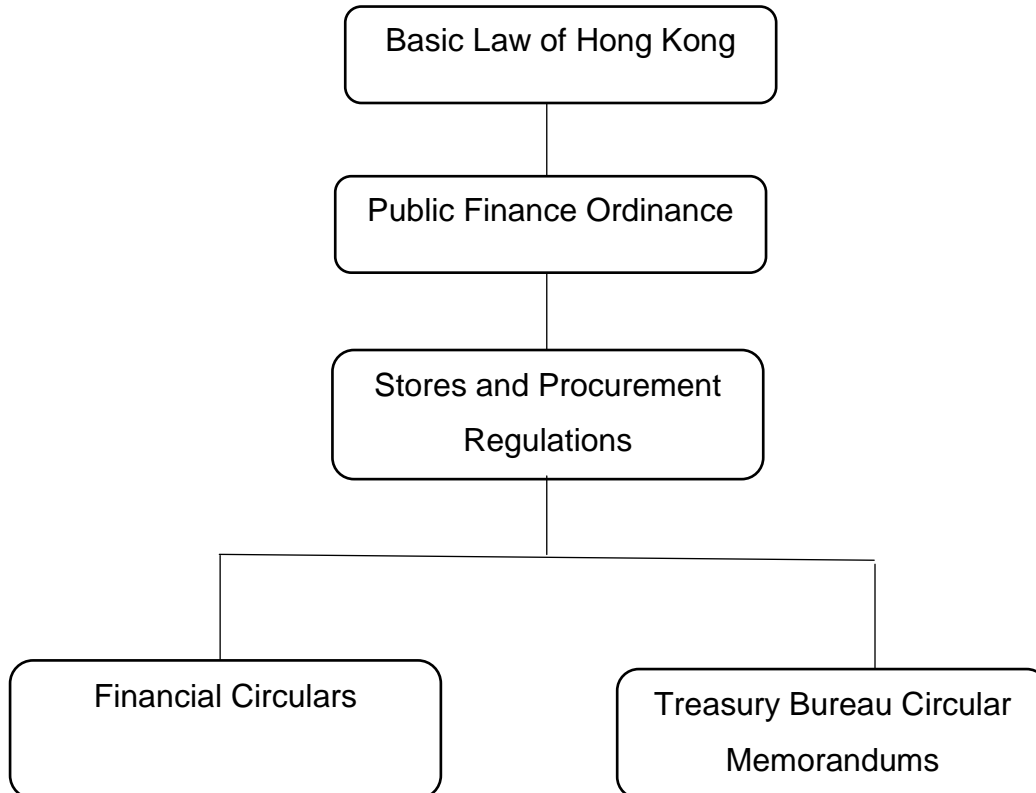 Basic Law of Hong Kong
Public Finance Ordinance
Stores and Procurement
Regulations
Financial Circulars
Treasury Bureau Circular
Memorandums